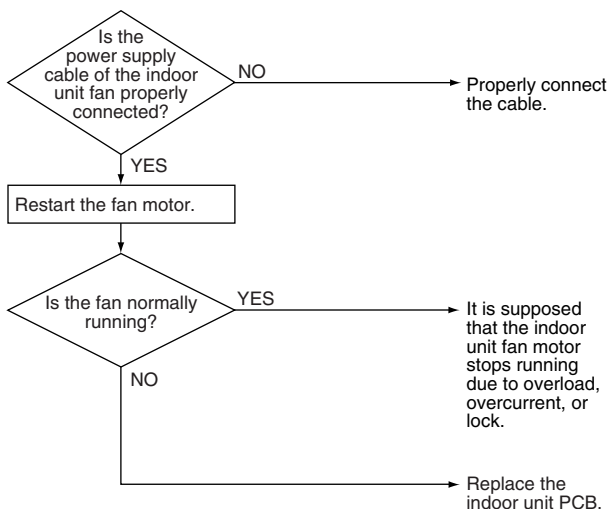 Is the
power supply
cable of the indoor
unit fan properly
connected?
NO
Properly connect
the cable.
YES
Restart the fan motor.
Is the fan normally
running?
YES
It is supposed
that the indoor
unit fan motor
stops running
due to overload,
overcurrent, or
lock.
NO
Replace the
indoor unit PCB.